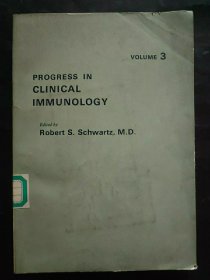 VOLUME 3
PROGRESS IN
CLINICAL
IMMUNOLOGY
Edited by
Robert S. Schwartz, M.D.